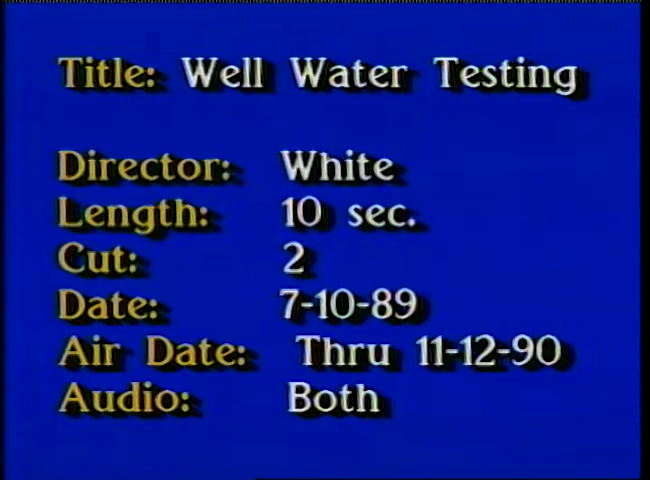 Title: Well Water Testing
Director: White
Length: 10 sec.
Cut: 2
Date: 7-10-89
Air Date: Thru 11-12-90
Audio: Both